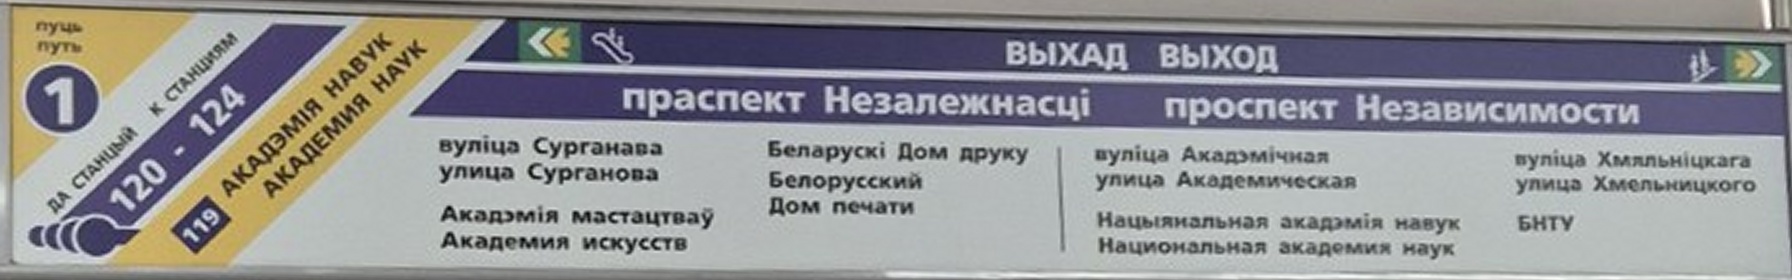 пуць
путь
1
ДА СТАНЦЫЙ К СТАНЦИЯМ
120 - 124
119 АКАДЭМІЯ НАВУК
АКАДЕМИЯ НАУК
ВЫХАД ВЫХОД
праспект Незалежнасці проспект Независимости
вуліца Сурганава
улица Сурганова
Акадэмія мастацтваў
Академия искусств
Беларускі Дом друку
Белорусский
Дом печати
вуліца Акадэмічная
улица Академическая
Нацыянальная акадэмія навук
Национальная академия наук
вуліца Хмяльніцкага
улица Хмельницкого
БНТУ